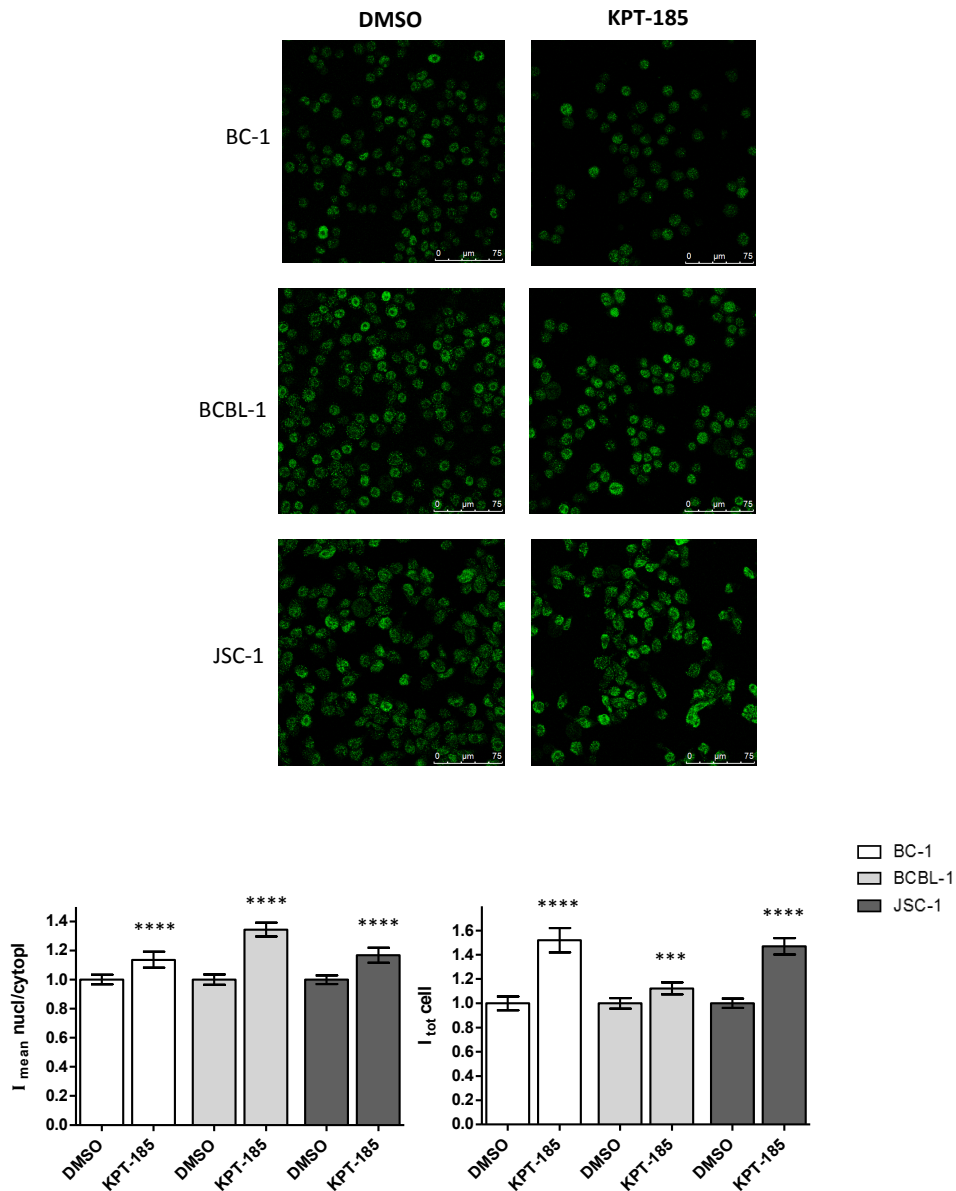 DMSO KPT-185
BC-1
0 µm 75
0 µm 75
BCBL-1
0 µm 75
0 µm 75
JSC-1
0 µm 75
0 µm 75
BC-1
BCBL-1
JSC-1
I mean nucl/cytopl
1.4
1.2
1.0
0.8
0.6
0.4
0.2
0.0
****
****
****
DMSO
KPT-185
DMSO
KPT-185
DMSO
KPT-185
I tot cell
1.6
1.4
1.2
1.0
0.8
0.6
0.4
0.2
0.0
****
***
****
DMSO
KPT-185
DMSO
KPT-185
DMSO
KPT-185